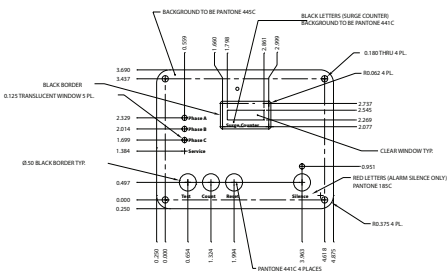 BACKGROUND TO BE PANTONE 445C
BLACK LETTERS (SURGE COUNTER)
BACKGROUND TO BE PANTONE 441C
0.559
1.660
1.798
2.861
2.999
0.180 THRU 4 PL.
3.690
3.437
R0.062 4 PL.
BLACK BORDER
0.125 TRANSLUCENT WINDOW 5 PL.
2.737
2.545
2.269
2.077
2.329
2.014
1.699
1.384
Phase A
Phase B
Phase C
Service
Surge Counter
CLEAR WINDOW TYP.
Ø.50 BLACK BORDER TYP.
0.951
RED LETTERS (ALARM SILENCE ONLY)
PANTONE 185C
0.497
0.000
0.250
Test
Count
Reset
Silence
R0.375 4 PL.
0.250
0.000
0.654
1.324
1.994
3.963
4.618
4.875
PANTONE 441C 4 PLACES